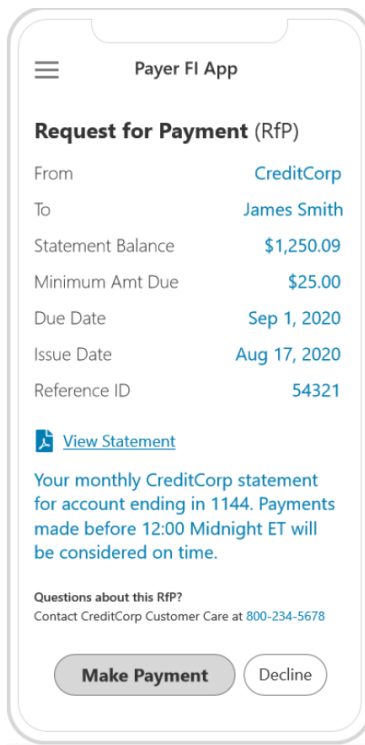 Payer FI App
Request for Payment (RfP)
From CreditCorp
To James Smith
Statement Balance $1,250.09
Minimum Amt Due $25.00
Due Date Sep 1, 2020
Issue Date Aug 17, 2020
Reference ID 54321
View Statement
Your monthly CreditCorp statement
for account ending in 1144. Payments
made before 12:00 Midnight ET will
be considered on time.
Questions about this RfP?
Contact CreditCorp Customer Care at 800-234-5678
Make Payment Decline